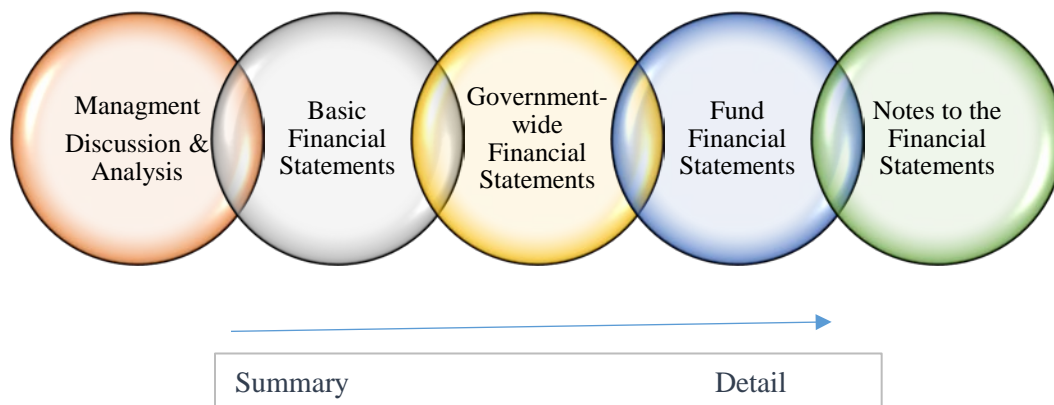 Managment
Discussion &
Analysis
Basic
Financial
Statements
Government-
wide
Financial
Statements
Fund
Financial
Statements
Notes to the
Financial
Statements
Summary Detail